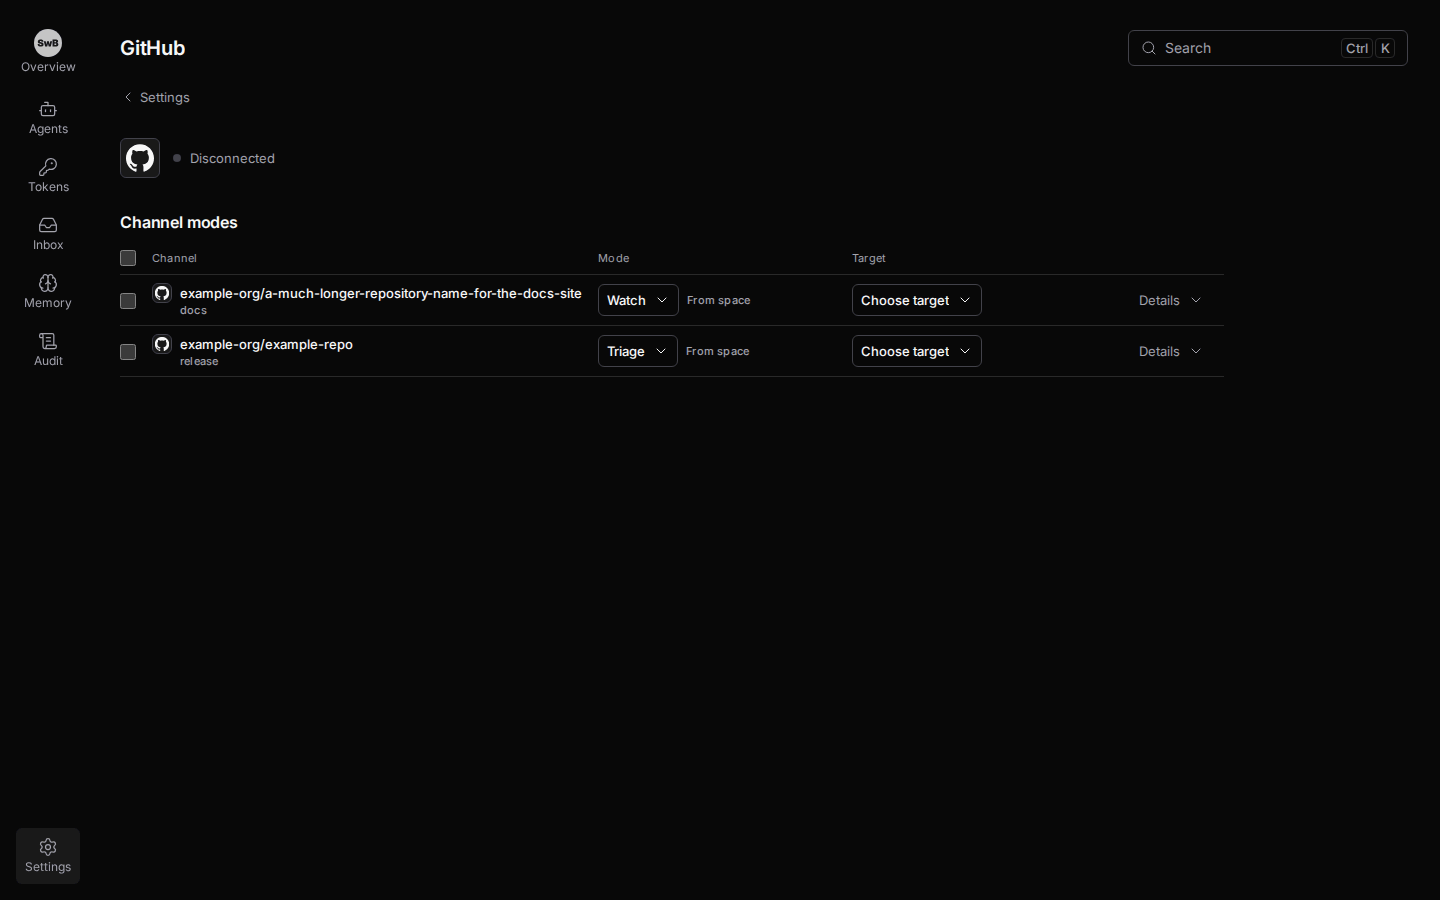 SwB
Overview
Agents
Tokens
Inbox
Memory
Audit
Settings
GitHub
Search
Ctrl K
Settings
Disconnected
Channel modes
Channel Mode Target
example-org/a-much-longer-repository-name-for-the-docs-site Watch From space Choose target Details
docs
example-org/example-repo Triage From space Choose target Details
release